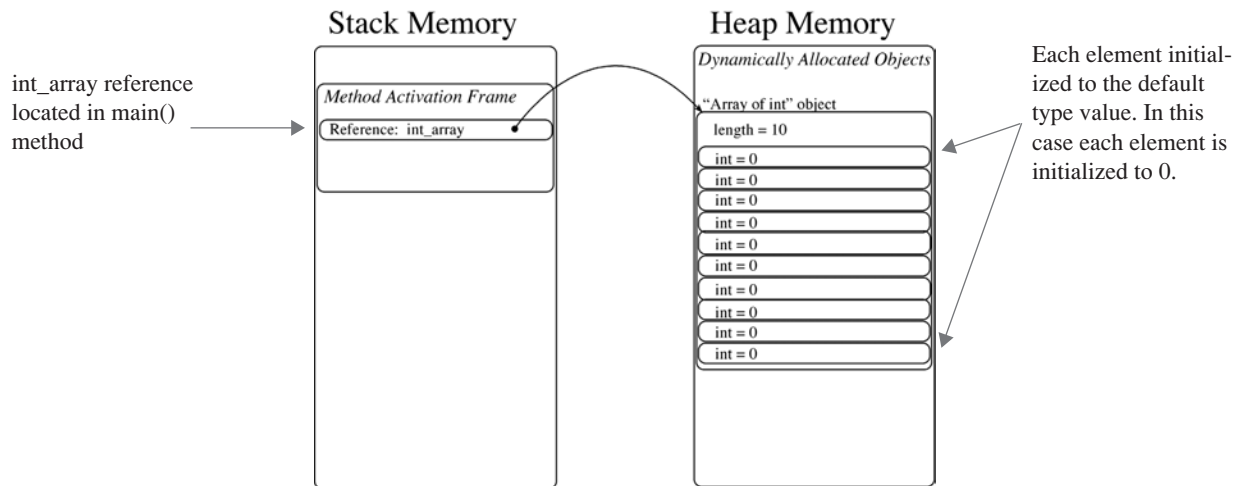 Stack Memory
Heap Memory
int_array reference
located in main()
method
Method Activation Frame
Reference: int_array
Dynamically Allocated Objects
“Array of int” object
length = 10
int = 0
int = 0
int = 0
int = 0
int = 0
int = 0
int = 0
int = 0
int = 0
int = 0
Each element initial-
ized to the default
type value. In this
case each element is
initialized to 0.